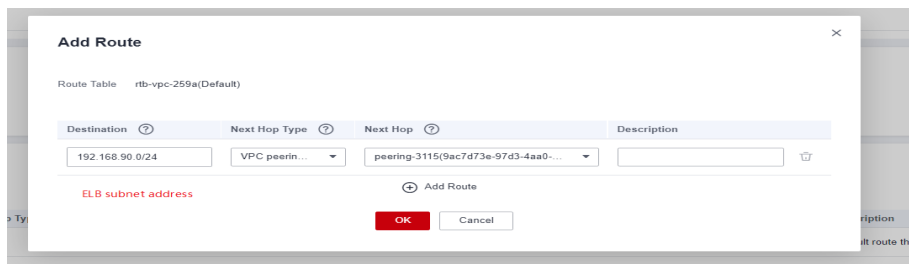 Add Route
×
Route Table rtb-vpc-259a(Default)
Destination ? Next Hop Type ? Next Hop ? Description
192.168.90.0/24 VPC peerin... peering-3115(9ac7d73e-97d3-4aa0-...
ELB subnet address
Add Route
OK Cancel
p Ty
ription
ult route th